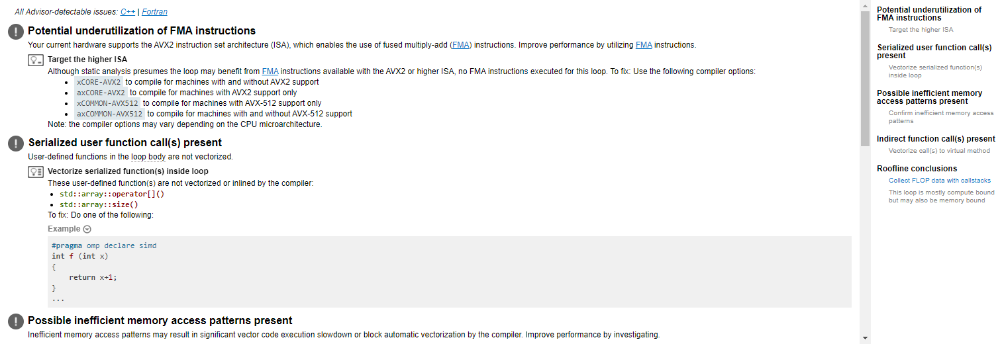 All Advisor-detectable issues: C++ | Fortran
Potential underutilization of FMA instructions
Your current hardware supports the AVX2 instruction set architecture (ISA), which enables the use of fused multiply-add (FMA) instructions. Improve performance by utilizing FMA instructions.
Target the higher ISA
Although static analysis presumes the loop may benefit from FMA instructions available with the AVX2 or higher ISA, no FMA instructions executed for this loop. To fix: Use the following compiler options:
• xCORE-AVX2 to compile for machines with and without AVX2 support
• axCORE-AVX2 to compile for machines with AVX2 support only
• xCOMMON-AVX512 to compile for machines with AVX-512 support only
• axCOMMON-AVX512 to compile for machines with and without AVX-512 support
Note: the compiler options may vary depending on the CPU microarchitecture.
Serialized user function call(s) present
User-defined functions in the loop body are not vectorized.
Vectorize serialized function(s) inside loop
These user-defined function(s) are not vectorized or inlined by the compiler:
• std::array::operator[]()
• std::array::size()
To fix: Do one of the following:
Example
#pragma omp declare simd
int f (int x)
{
    return x+1;
}
...
Possible inefficient memory access patterns present
Inefficient memory access patterns may result in significant vector code execution slowdown or block automatic vectorization by the compiler. Improve performance by investigating.
Potential underutilization of
FMA instructions
Target the higher ISA
Serialized user function call(s)
present
Vectorize serialized function(s)
inside loop
Possible inefficient memory
access patterns present
Confirm inefficient memory access
patterns
Indirect function call(s) present
Vectorize call(s) to virtual method
Roofline conclusions
Collect FLOP data with callstacks
This loop is mostly compute bound
but may also be memory bound